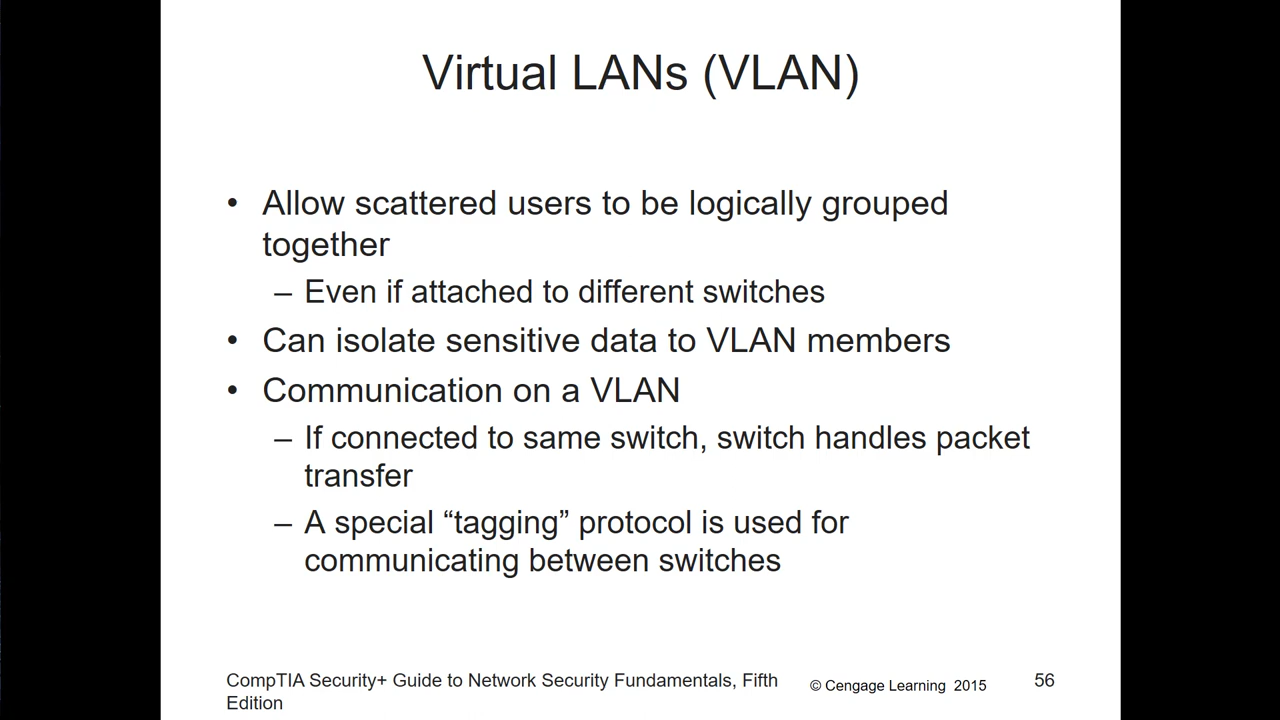 Virtual LANs (VLAN)
• Allow scattered users to be logically grouped
together
– Even if attached to different switches
• Can isolate sensitive data to VLAN members
• Communication on a VLAN
– If connected to same switch, switch handles packet
transfer
– A special “tagging” protocol is used for
communicating between switches
CompTIA Security+ Guide to Network Security Fundamentals, Fifth
Edition
© Cengage Learning 2015
56